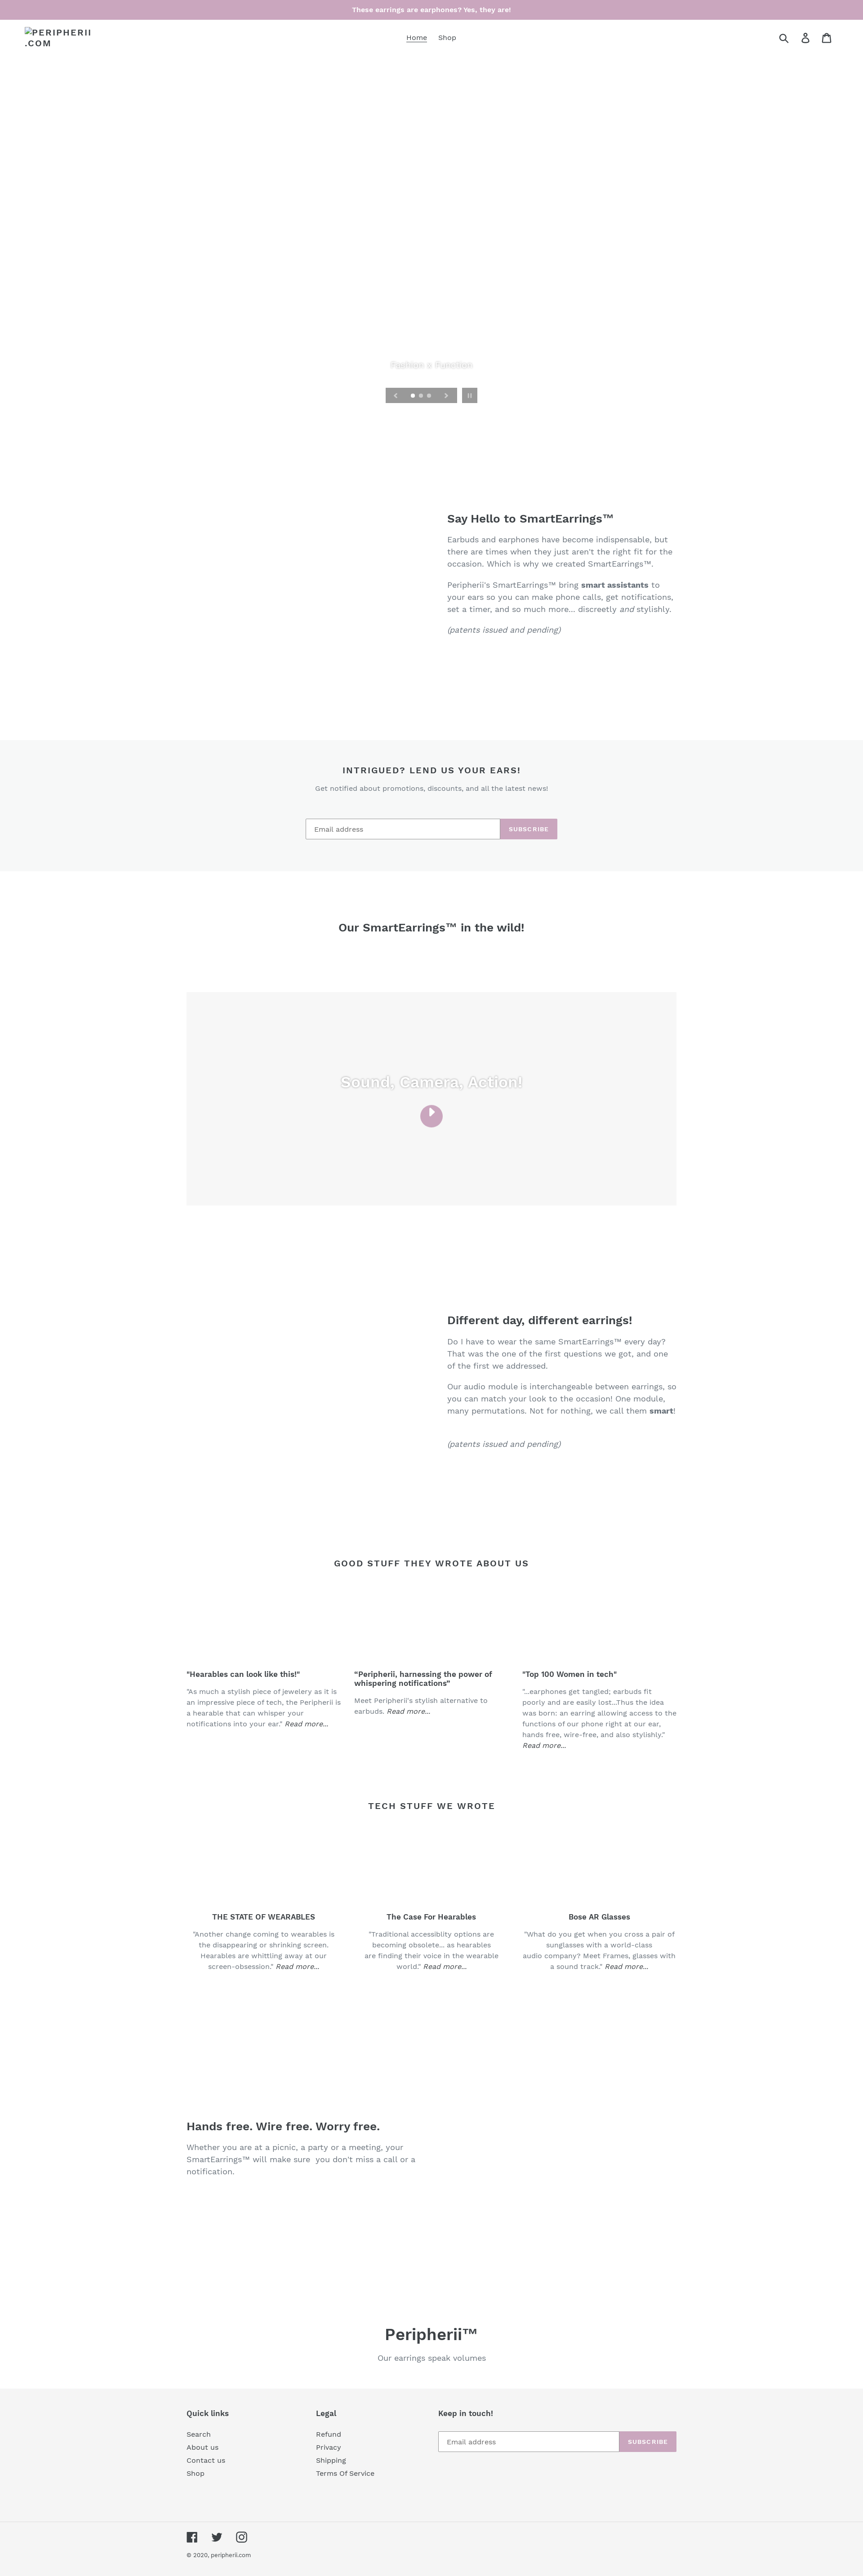 These earrings are earphones? Yes, they are!
PERIPHERII
.COM
Home Shop
Fashion x Function
Say Hello to SmartEarrings™
Earbuds and earphones have become indispensable, but
there are times when they just aren't the right fit for the
occasion. Which is why we created SmartEarrings™.
Peripherii's SmartEarrings™ bring smart assistants to
your ears so you can make phone calls, get notifications,
set a timer, and so much more... discreetly and stylishly.
(patents issued and pending)
INTRIGUED? LEND US YOUR EARS!
Get notified about promotions, discounts, and all the latest news!
Email address SUBSCRIBE
Our SmartEarrings™ in the wild!
Sound, Camera, Action!
Different day, different earrings!
Do I have to wear the same SmartEarrings™ every day?
That was the one of the first questions we got, and one
of the first we addressed.
Our audio module is interchangeable between earrings, so
you can match your look to the occasion! One module,
many permutations. Not for nothing, we call them smart!
(patents issued and pending)
GOOD STUFF THEY WROTE ABOUT US
"Hearables can look like this!"
"As much a stylish piece of jewelery as it is
an impressive piece of tech, the Peripherii is
a hearable that can whisper your
notifications into your ear." Read more...
"Peripherii, harnessing the power of
whispering notifications"
Meet Peripherii's stylish alternative to
earbuds. Read more...
"Top 100 Women in tech"
"...earphones get tangled; earbuds fit
poorly and are easily lost...Thus the idea
was born: an earring allowing access to the
functions of our phone right at our ear,
hands free, wire-free, and also stylishly."
Read more...
TECH STUFF WE WROTE
THE STATE OF WEARABLES
"Another change coming to wearables is
the disappearing or shrinking screen.
Hearables are whittling away at our
screen-obsession." Read more...
The Case For Hearables
"Traditional accessiblity options are
becoming obsolete... as hearables
are finding their voice in the wearable
world." Read more...
Bose AR Glasses
"What do you get when you cross a pair of
sunglasses with a world-class
audio company? Meet Frames, glasses with
a sound track." Read more...
Hands free. Wire free. Worry free.
Whether you are at a picnic, a party or a meeting, your
SmartEarrings™ will make sure you don't miss a call or a
notification.
Peripherii™
Our earrings speak volumes
Quick links
Search
About us
Contact us
Shop
Legal
Refund
Privacy
Shipping
Terms Of Service
Keep in touch!
Email address SUBSCRIBE
© 2020, peripherii.com